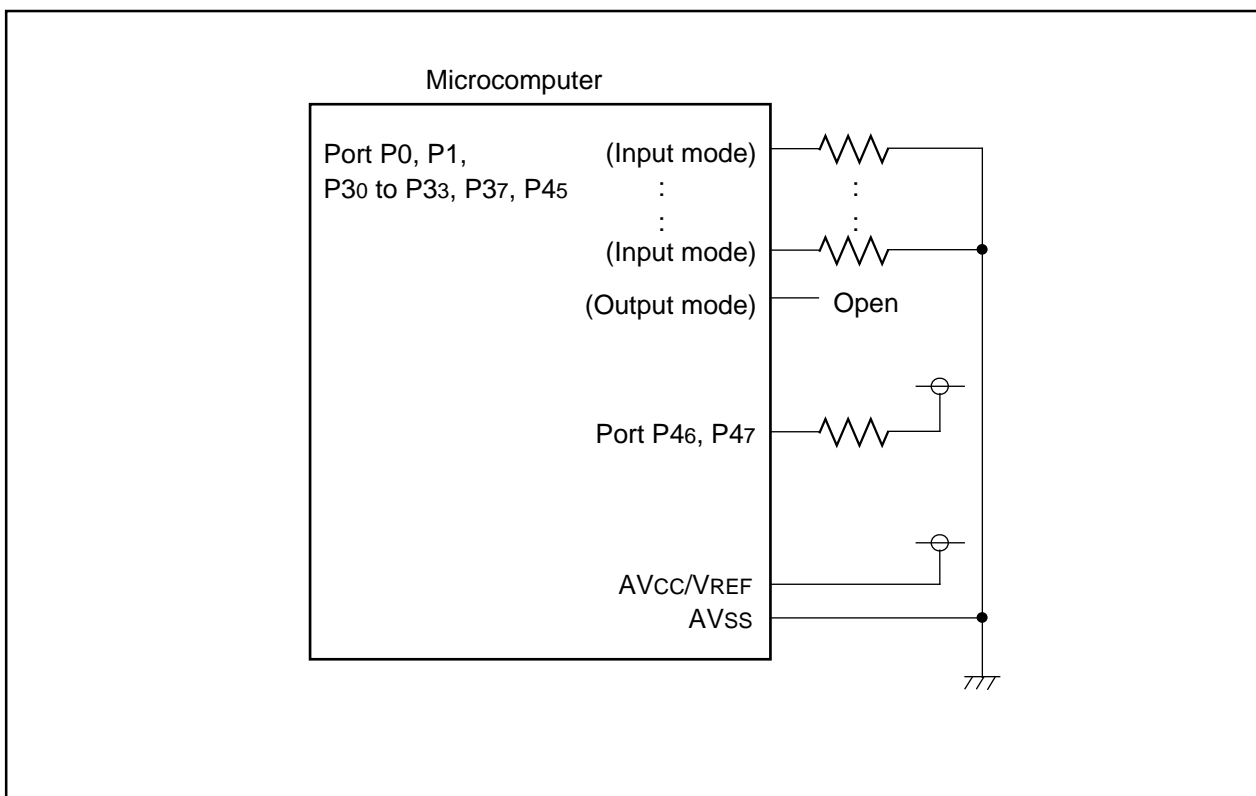 Microcomputer
Port P0, P1, (Input mode)
P30 to P33, P37, P45 :
:
(Input mode)
:
:
(Output mode) Open
Port P46, P47
AVCC/VREF
AVSS